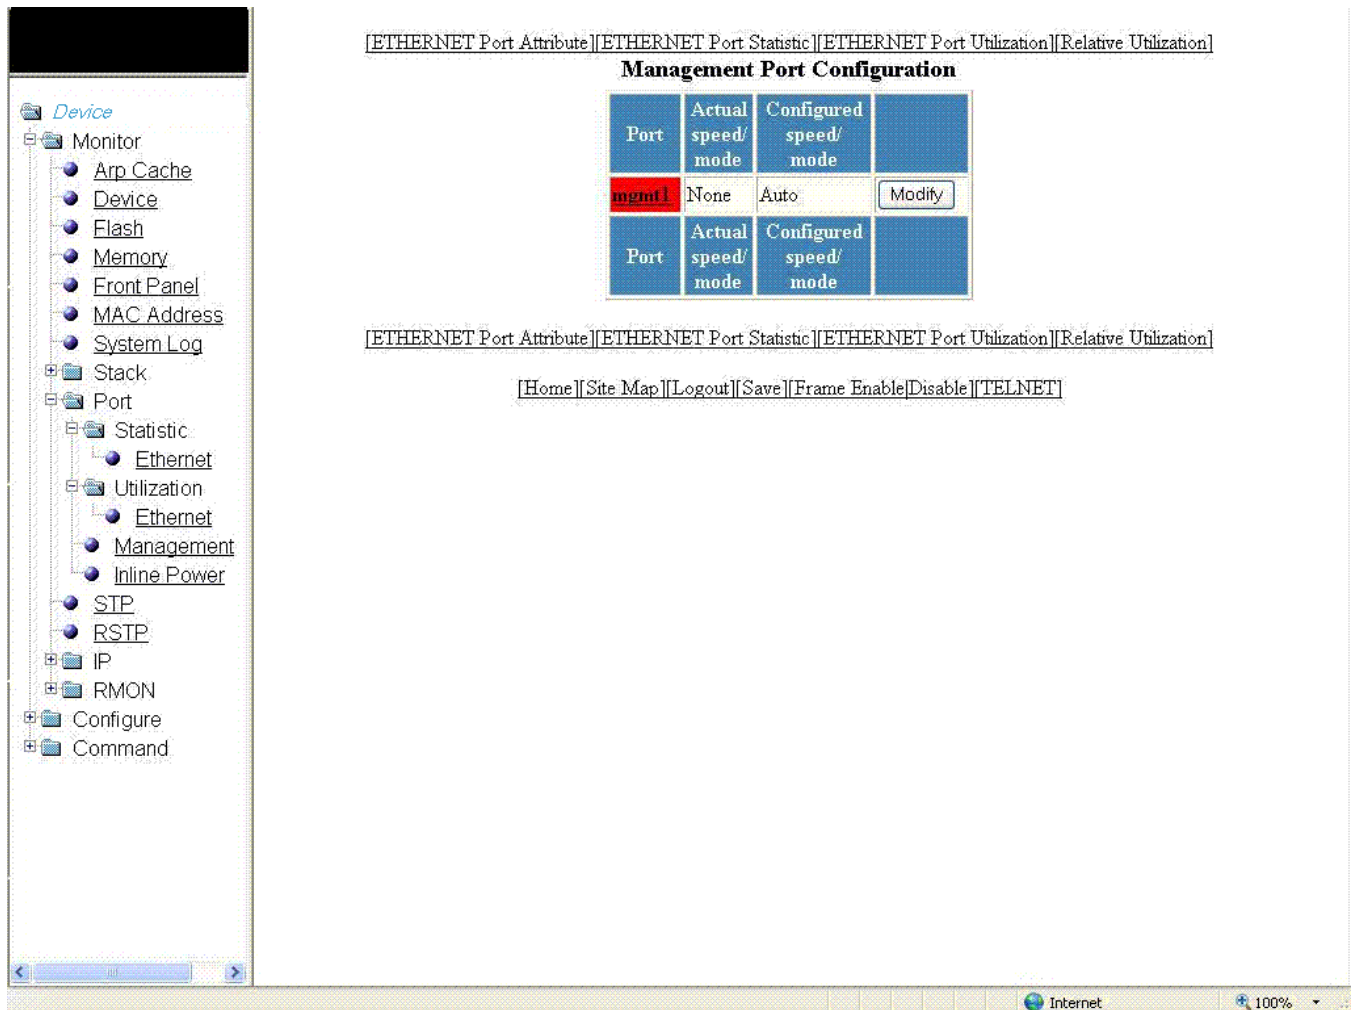 Device
Monitor
Arp Cache
Device
Flash
Memory
Front Panel
MAC Address
System Log
Stack
Port
Statistic
Ethernet
Utilization
Ethernet
Management
Inline Power
STP
RSTP
IP
RMON
Configure
Command
[ETHERNET Port Attribute][ETHERNET Port Statistic][ETHERNET Port Utilization][Relative Utilization]
Management Port Configuration
Port Actual speed/ mode Configured speed/ mode
mgmt1 None Auto Modify
Port Actual speed/ mode Configured speed/ mode
[ETHERNET Port Attribute][ETHERNET Port Statistic][ETHERNET Port Utilization][Relative Utilization]
[Home][Site Map][Logout][Save][Frame Enable|Disable][TELNET]
Internet 100%